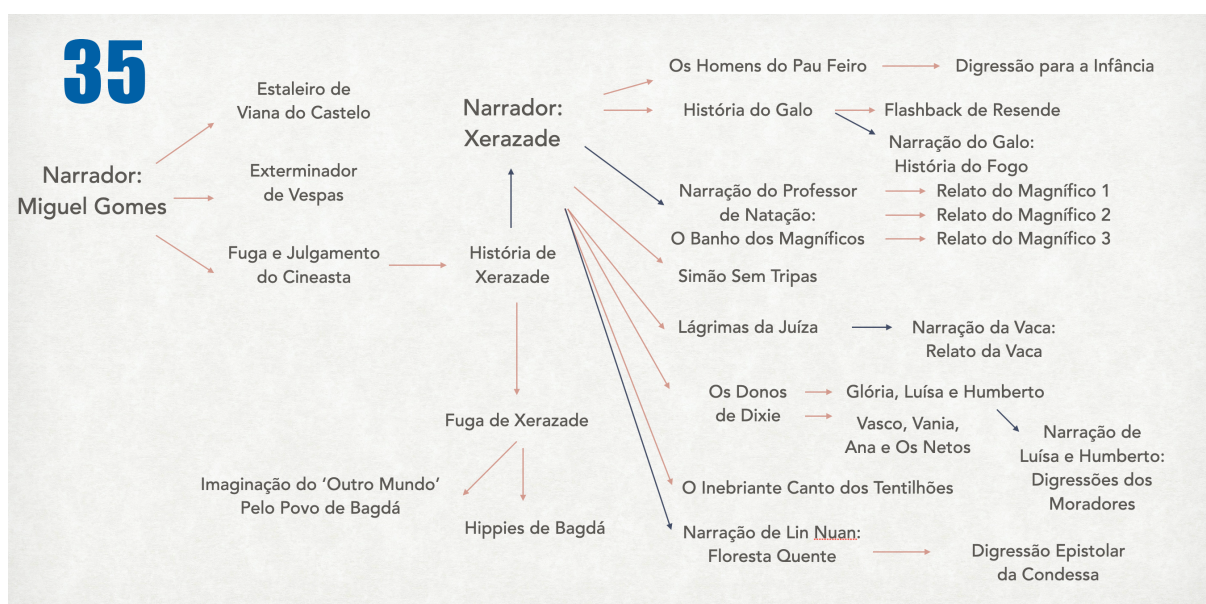 35
Narrador:
Miguel Gomes
Estaleiro de
Viana do Castelo
Exterminador
de Vespas
Fuga e Julgamento
do Cineasta
Narrador:
Xerazade
História de
Xerazade
Fuga de Xerazade
Imaginação do ‘Outro Mundo’
Pelo Povo de Bagdá
Hippies de Bagdá
Os Homens do Pau Feiro
Digressão para a Infância
História do Galo
Flashback de Resende
Narração do Galo:
História do Fogo
Narração do Professor
de Natação:
O Banho dos Magníficos
Relato do Magnífico 1
Relato do Magnífico 2
Relato do Magnífico 3
Simão Sem Tripas
Lágrimas da Juíza
Narração da Vaca:
Relato da Vaca
Os Donos
de Dixie
Glória, Luísa e Humberto
Vasco, Vania,
Ana e Os Netos
Narração de
Luísa e Humberto:
Digressões dos
Moradores
O Inebriante Canto dos Tentilhões
Narração de Lin Nuan:
Floresta Quente
Digressão Epistolar
da Condessa